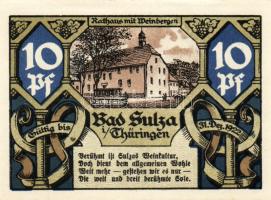 Rathaus mit Weinbergen
10 Pf
10 Pf
Bad Sulza
i/Thüringen
Gültig bis
31. Dez. 1920
Berühmt ist Sulzas Weinkultur,
Doch dient dem allgemeinen Wohle
Weit mehr – gestehen wir es nur –
Die weit und breit berühmte Sole.